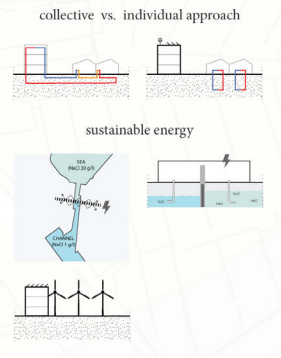 collective vs. individual approach
sustainable energy
SEA
(NaCl 30 g/l)
CHANNEL
(NaCl 1 g/l)